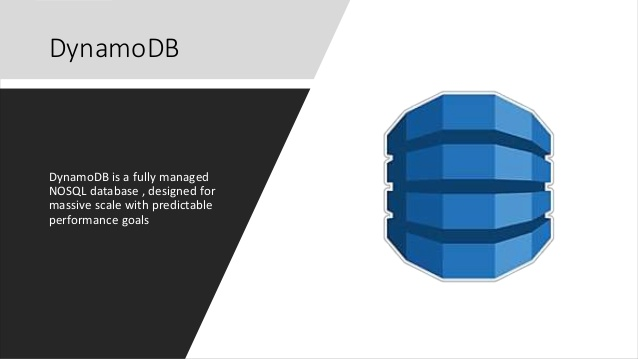 DynamoDB
DynamoDB is a fully managed
NOSQL database , designed for
massive scale with predictable
performance goals